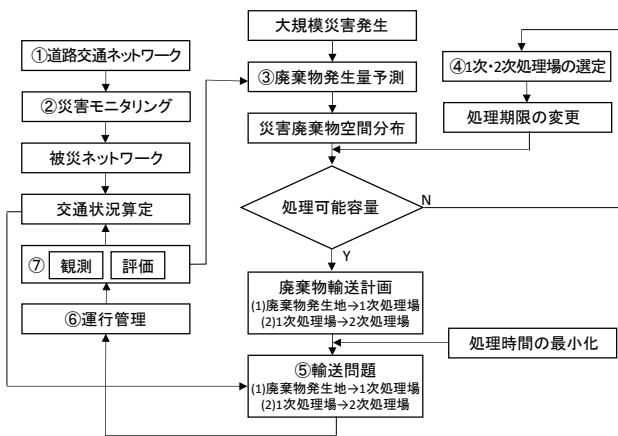 ①道路交通ネットワーク
②災害モニタリング
被災ネットワーク
交通状況算定
⑦ 観測 評価
⑥運行管理
大規模災害発生
③廃棄物発生量予測
災害廃棄物空間分布
処理可能容量
N
Y
廃棄物輸送計画
(1)廃棄物発生地→1次処理場
(2)1次処理場→2次処理場
⑤輸送問題
(1)廃棄物発生地→1次処理場
(2)1次処理場→2次処理場
④1次・2次処理場の選定
処理期限の変更
処理時間の最小化